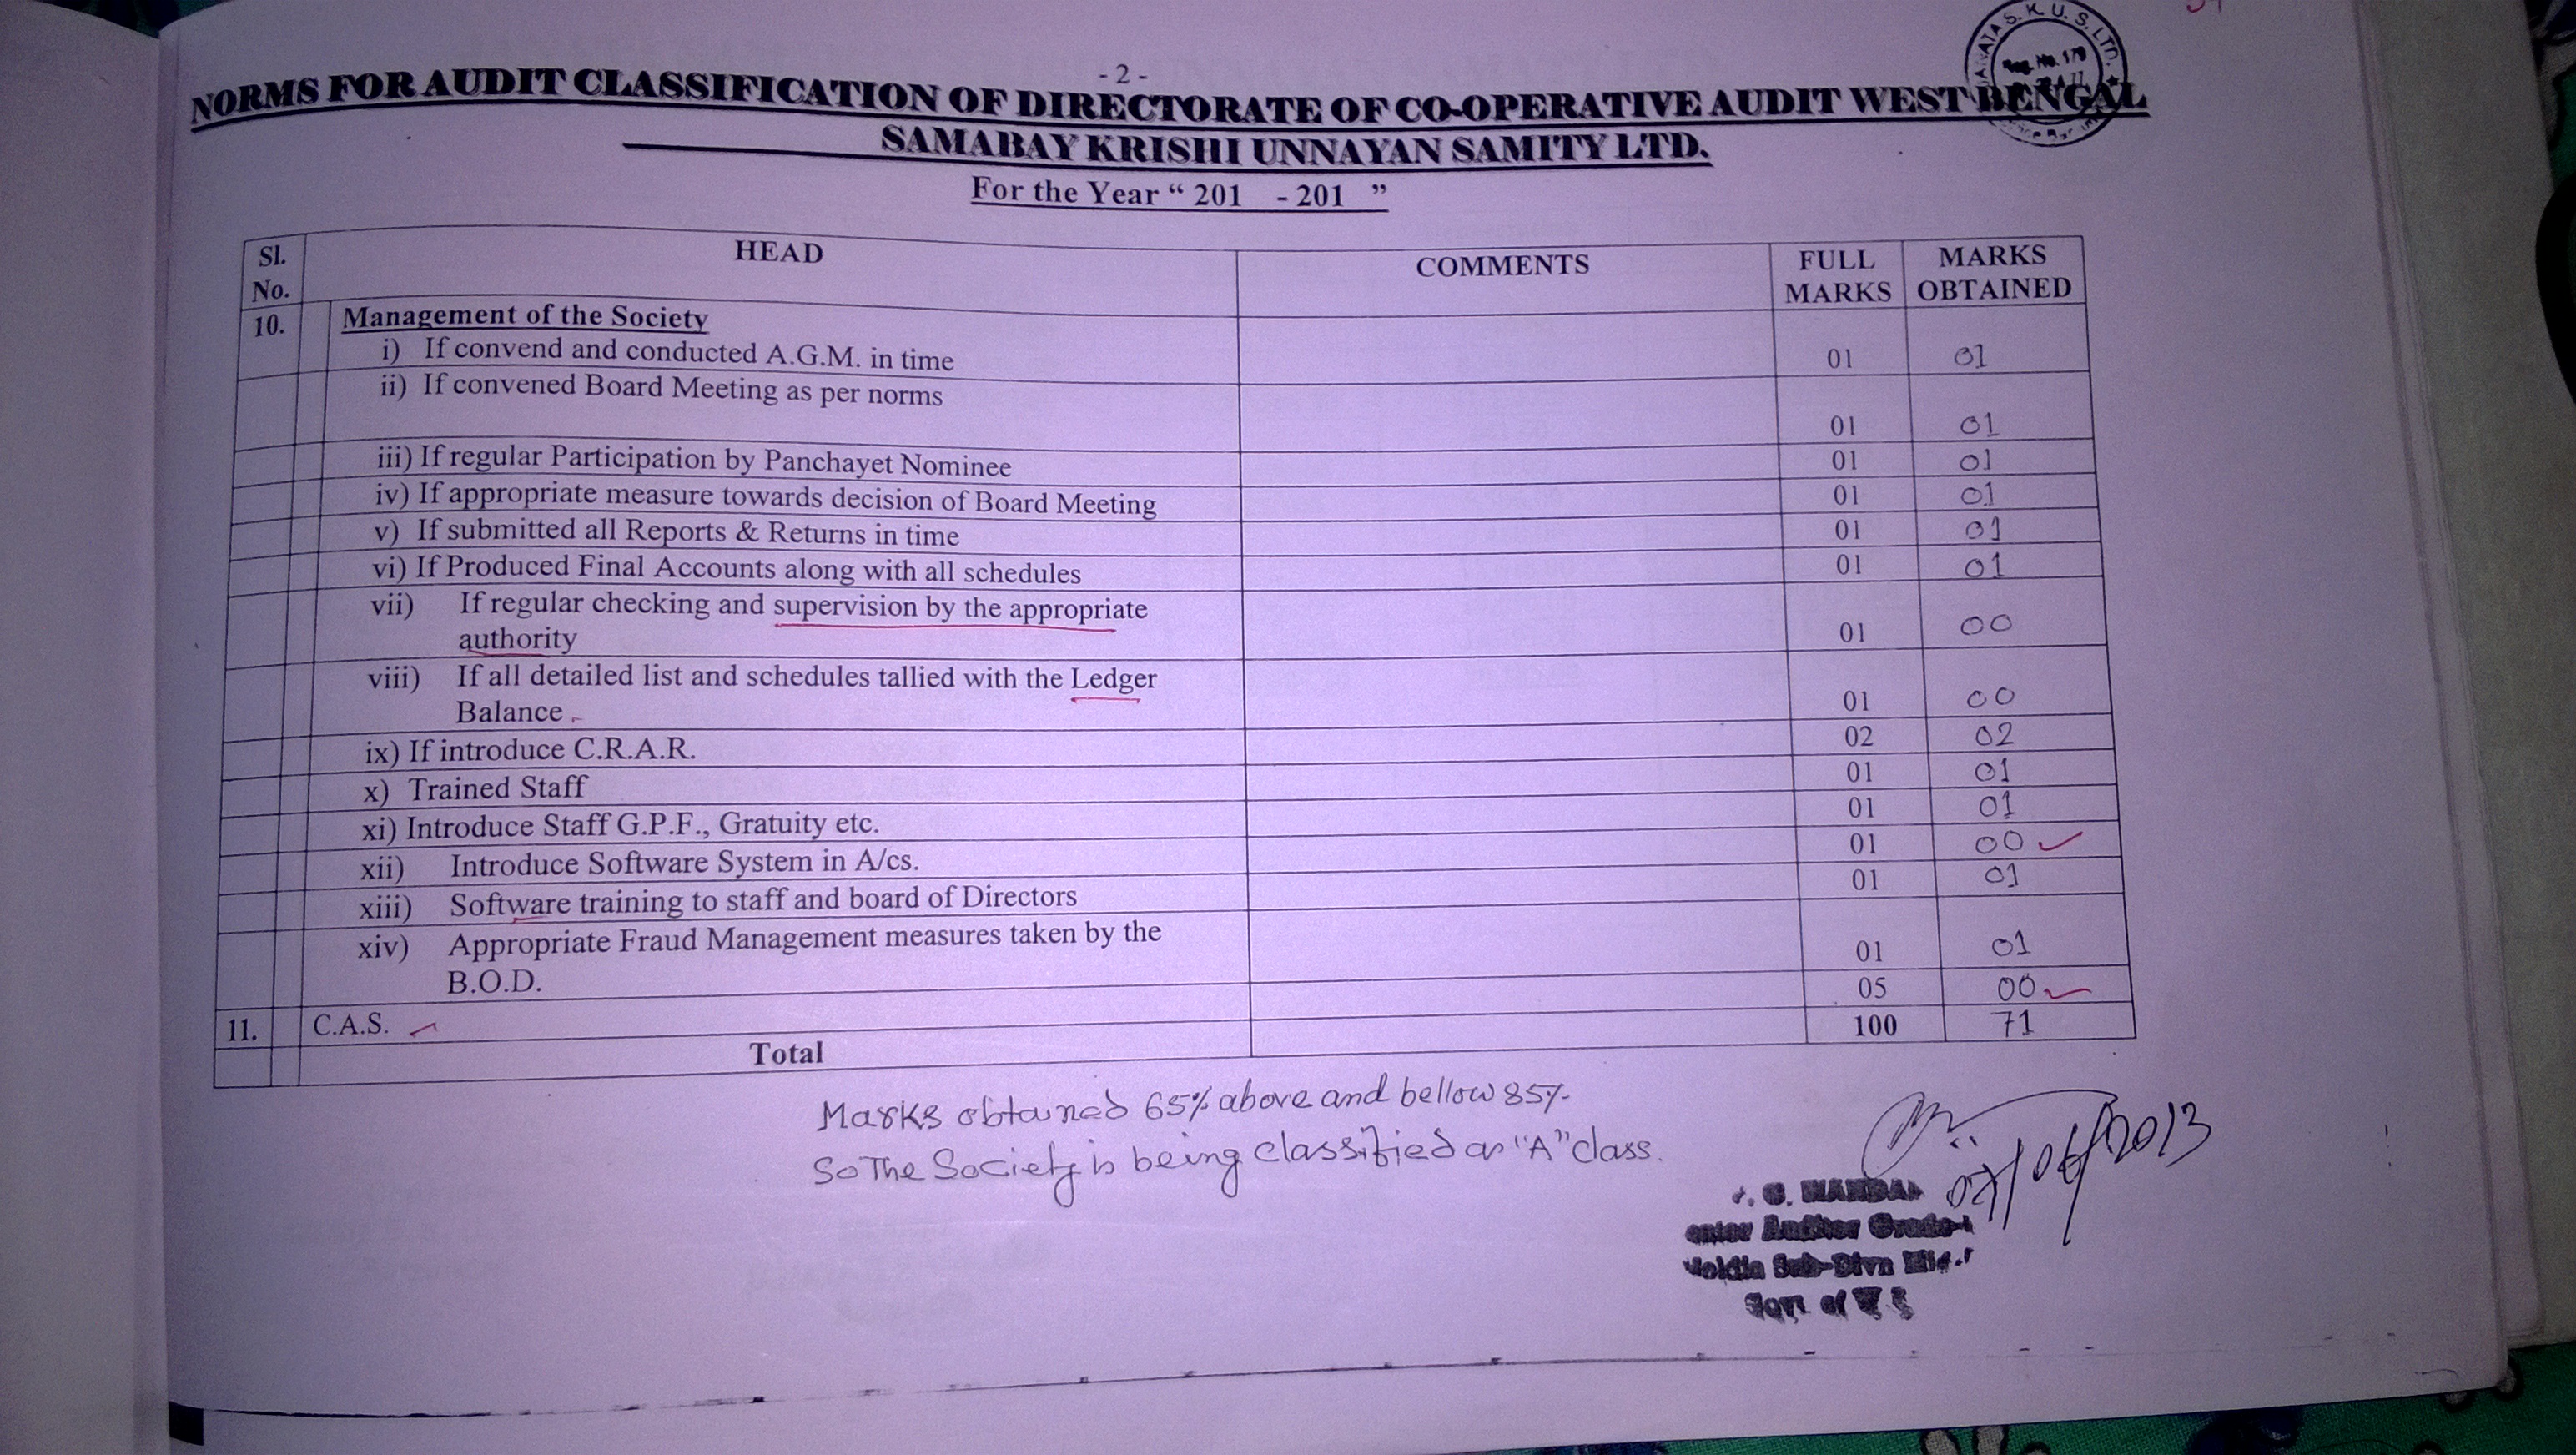 - 2 -
NORMS FOR AUDIT CLASSIFICATION OF DIRECTORATE OF CO-OPERATIVE AUDIT WEST BENGAL
SAMABAY KRISHI UNNAYAN SAMITY LTD.
For the Year “ 201 - 201 ”
S. K. U. S. LTD.
Reg. No. 179
Sl. No. HEAD COMMENTS FULL MARKS MARKS OBTAINED
10. Management of the Society
i) If convend and conducted A.G.M. in time 01 01
ii) If convened Board Meeting as per norms 01 01
iii) If regular Participation by Panchayet Nominee 01 01
iv) If appropriate measure towards decision of Board Meeting 01 01
v) If submitted all Reports & Returns in time 01 01
vi) If Produced Final Accounts along with all schedules 01 01
vii) If regular checking and supervision by the appropriate
authority 01 00
viii) If all detailed list and schedules tallied with the Ledger
Balance 01 00
ix) If introduce C.R.A.R. 02 02
x) Trained Staff 01 01
xi) Introduce Staff G.P.F., Gratuity etc. 01 01
xii) Introduce Software System in A/cs. 01 00
xiii) Software training to staff and board of Directors 01 01
xiv) Appropriate Fraud Management measures taken by the
B.O.D. 01 01
11. C.A.S. 05 00
Total 100 71
Marks obtained 65% above and bellow 85%
So The Society is being classified as "A" class.
07/06/2013
Auditor Grade-I
Sub-Divn
Govt of W B